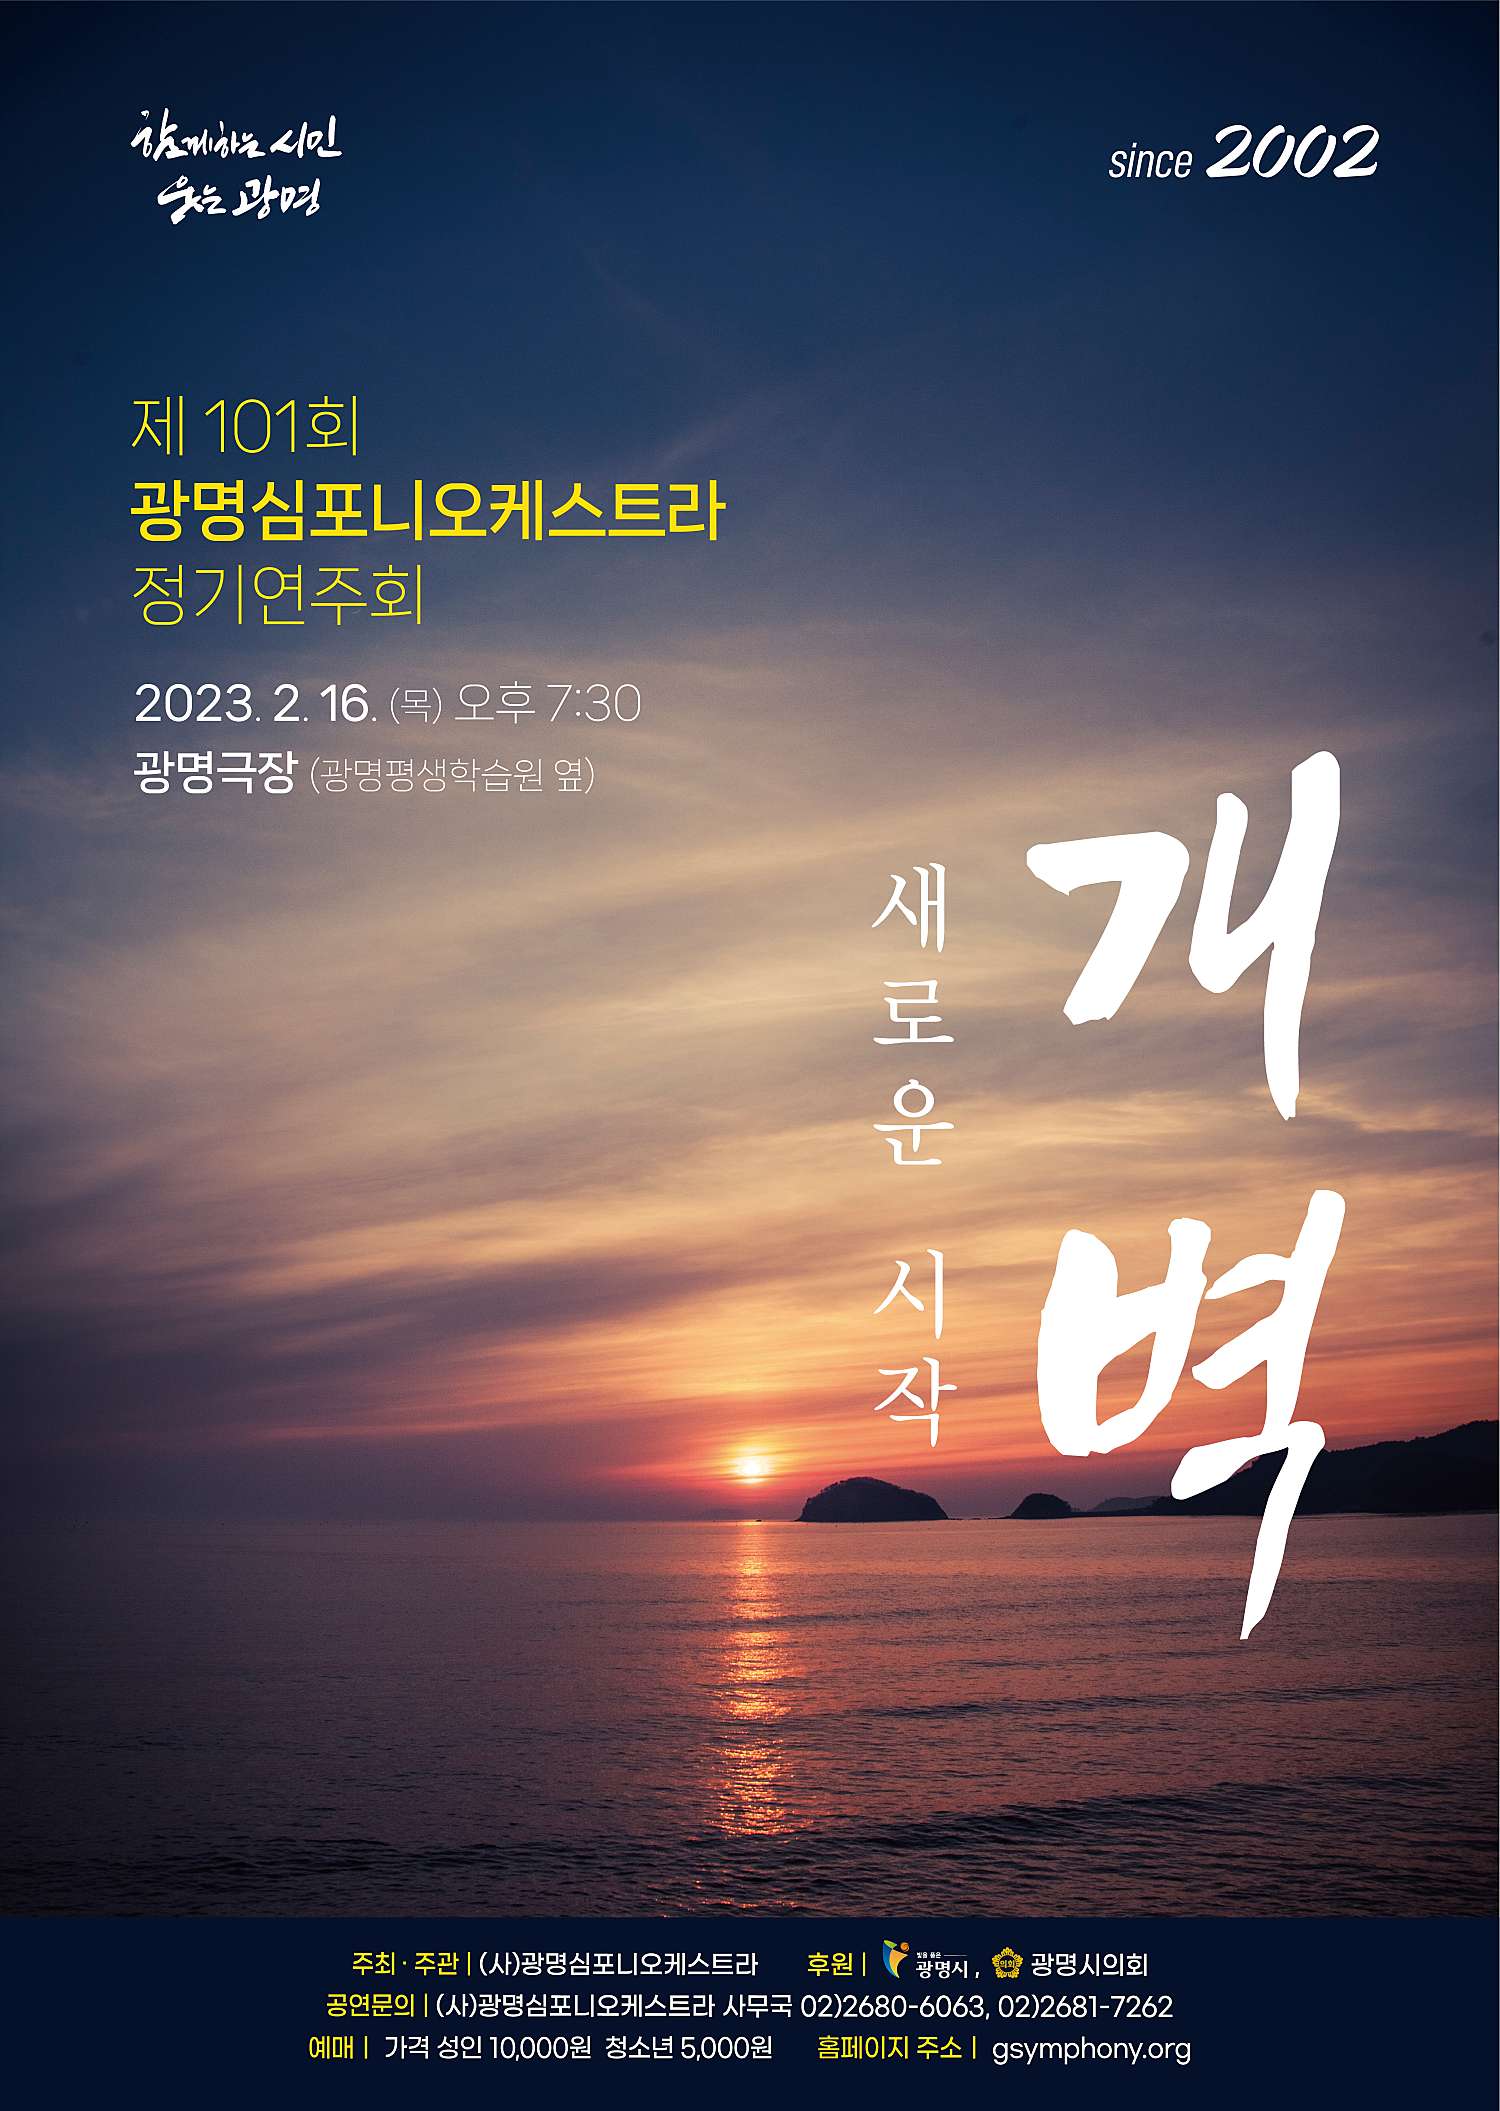 함께하는 시민
웃는 광명
since 2002
제 101회
광명심포니오케스트라
정기연주회
2023. 2. 16. (목) 오후 7:30
광명극장 (광명평생학습원 옆)
개벽
새로운 시작
주최 · 주관 | (사)광명심포니오케스트라 후원 | 빛을 품은 광명시, 의회 광명시의회
공연문의 | (사)광명심포니오케스트라 사무국 02)2680-6063, 02)2681-7262
예매 | 가격 성인 10,000원 청소년 5,000원 홈페이지 주소 | gsymphony.org